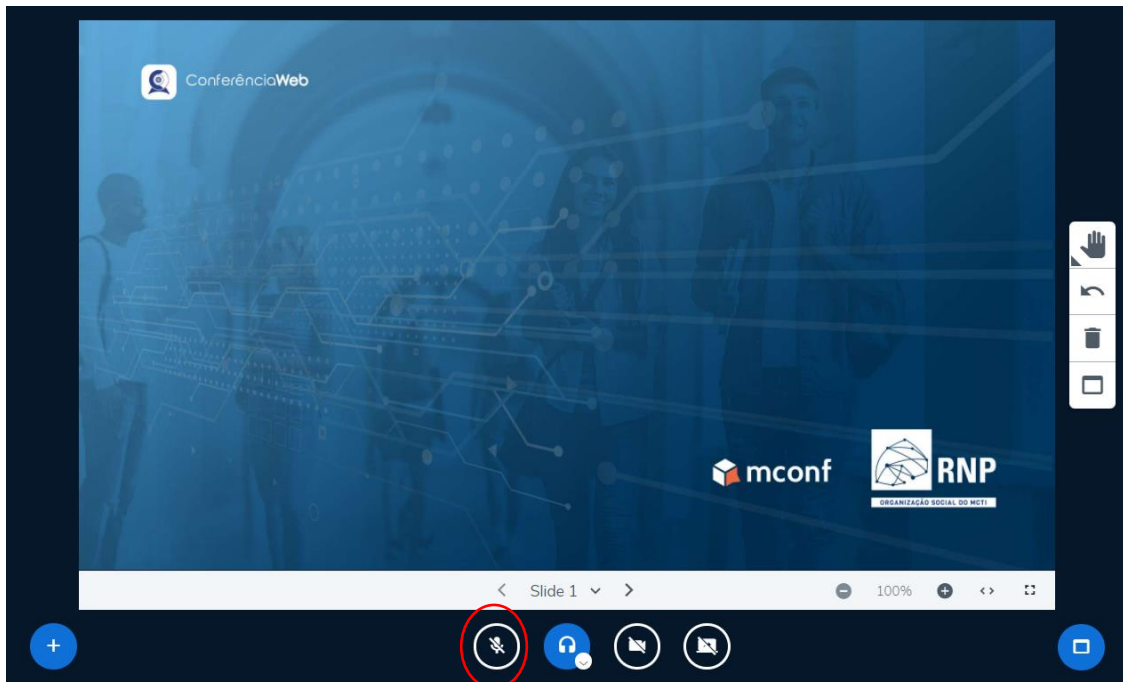 ConferênciaWeb
mconf
RNP
ORGANIZAÇÃO SOCIAL DO MCTI
Slide 1
100%